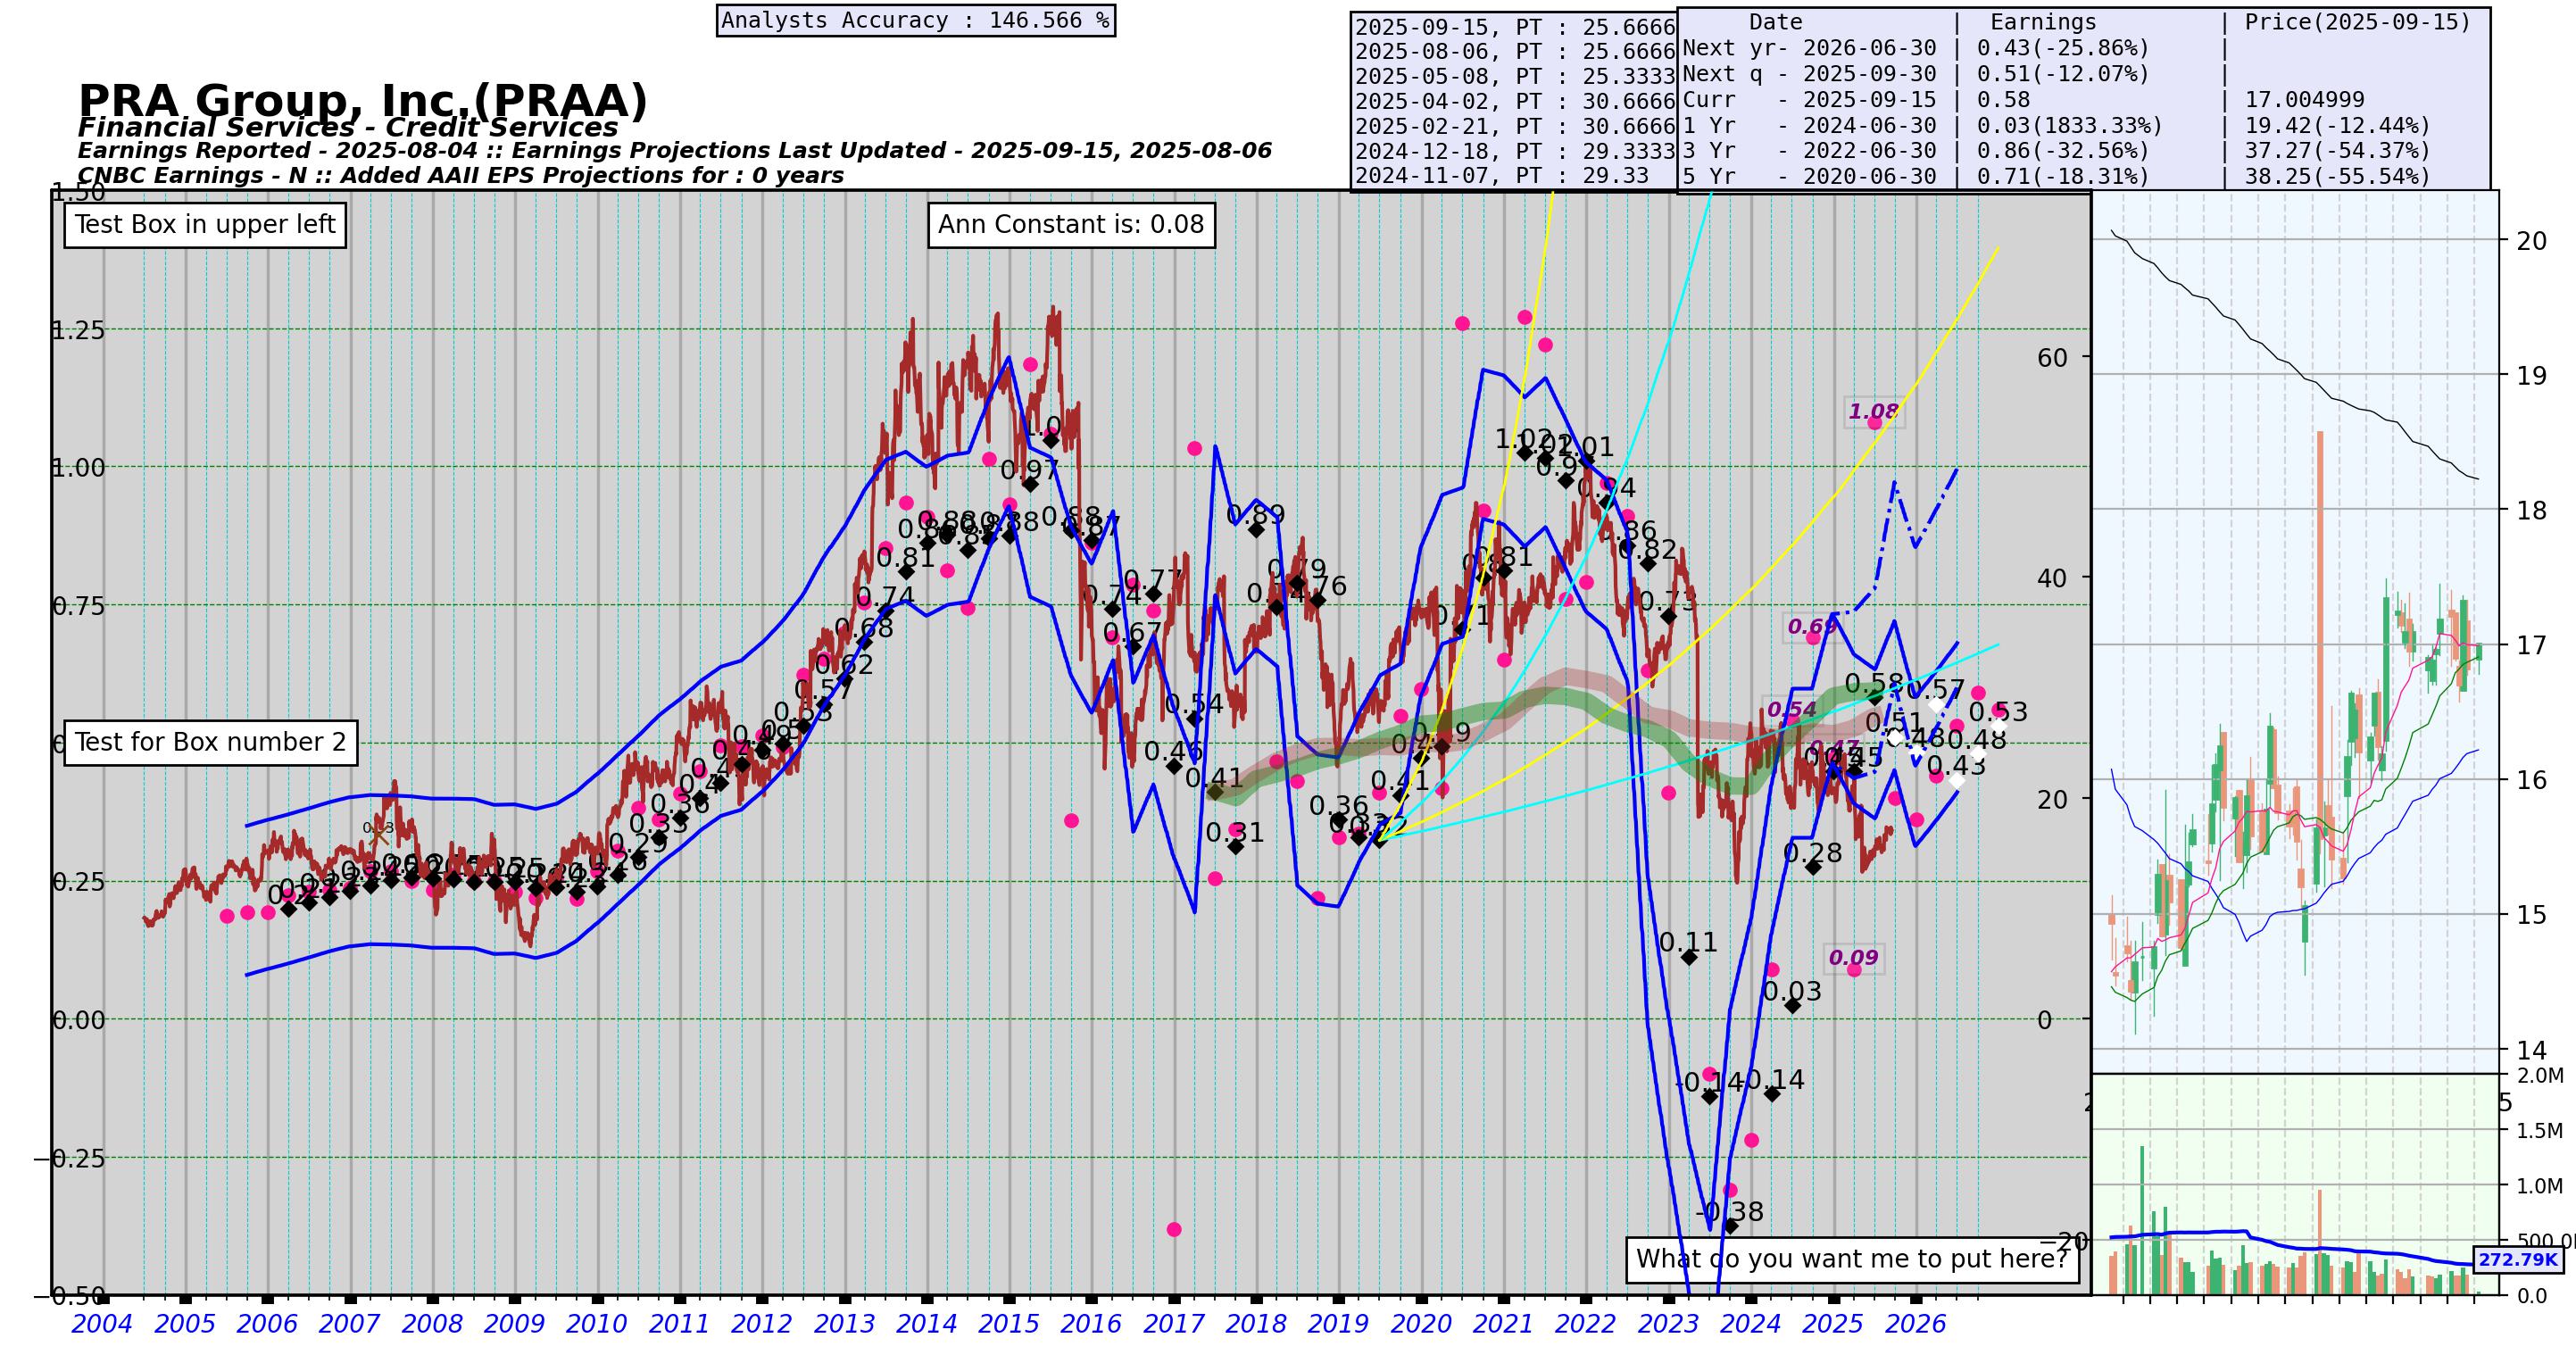 Analysts Accuracy : 146.566 %
2025-09-15, PT : 25.6666
2025-08-06, PT : 25.6666
2025-05-08, PT : 25.3333
2025-04-02, PT : 30.6666
2025-02-21, PT : 30.6666
2024-12-18, PT : 29.3333
2024-11-07, PT : 29.33
Date | Earnings | Price(2025-09-15)
Next yr- 2026-06-30 | 0.43(-25.86%) |
Next q - 2025-09-30 | 0.51(-12.07%) |
Curr - 2025-09-15 | 0.58 | 17.004999
1 Yr - 2024-06-30 | 0.03(1833.33%) | 19.42(-12.44%)
3 Yr - 2022-06-30 | 0.86(-32.56%) | 37.27(-54.37%)
5 Yr - 2020-06-30 | 0.71(-18.31%) | 38.25(-55.54%)
PRA Group, Inc.(PRAA)
Financial Services - Credit Services
Earnings Reported - 2025-08-04 :: Earnings Projections Last Updated - 2025-09-15, 2025-08-06
CNBC Earnings - N :: Added AAII EPS Projections for : 0 years
Test Box in upper left
Ann Constant is: 0.08
Test for Box number 2
What do you want me to put here?
1.50
1.25
1.00
0.75
0.25
0.00
−0.25
−0.50
60
40
20
0
−20
20
19
18
17
16
15
14
2.0M
1.5M
1.0M
0.0
272.79K
1.08
0.69
0.54
0.47
0.09
0.97
0.81
0.74
0.68
0.62
0.57
0.53
0.74
0.67
0.77
0.46
0.54
0.41
0.31
0.89
0.79
0.36
0.41
0.81
1.02
0.82
0.73
0.11
-0.14
-0.38
-0.14
0.03
0.28
0.58
0.57
0.51
0.48
0.43
0.48
0.53
2004 2005 2006 2007 2008 2009 2010 2011 2012 2013 2014 2015 2016 2017 2018 2019 2020 2021 2022 2023 2024 2025 2026